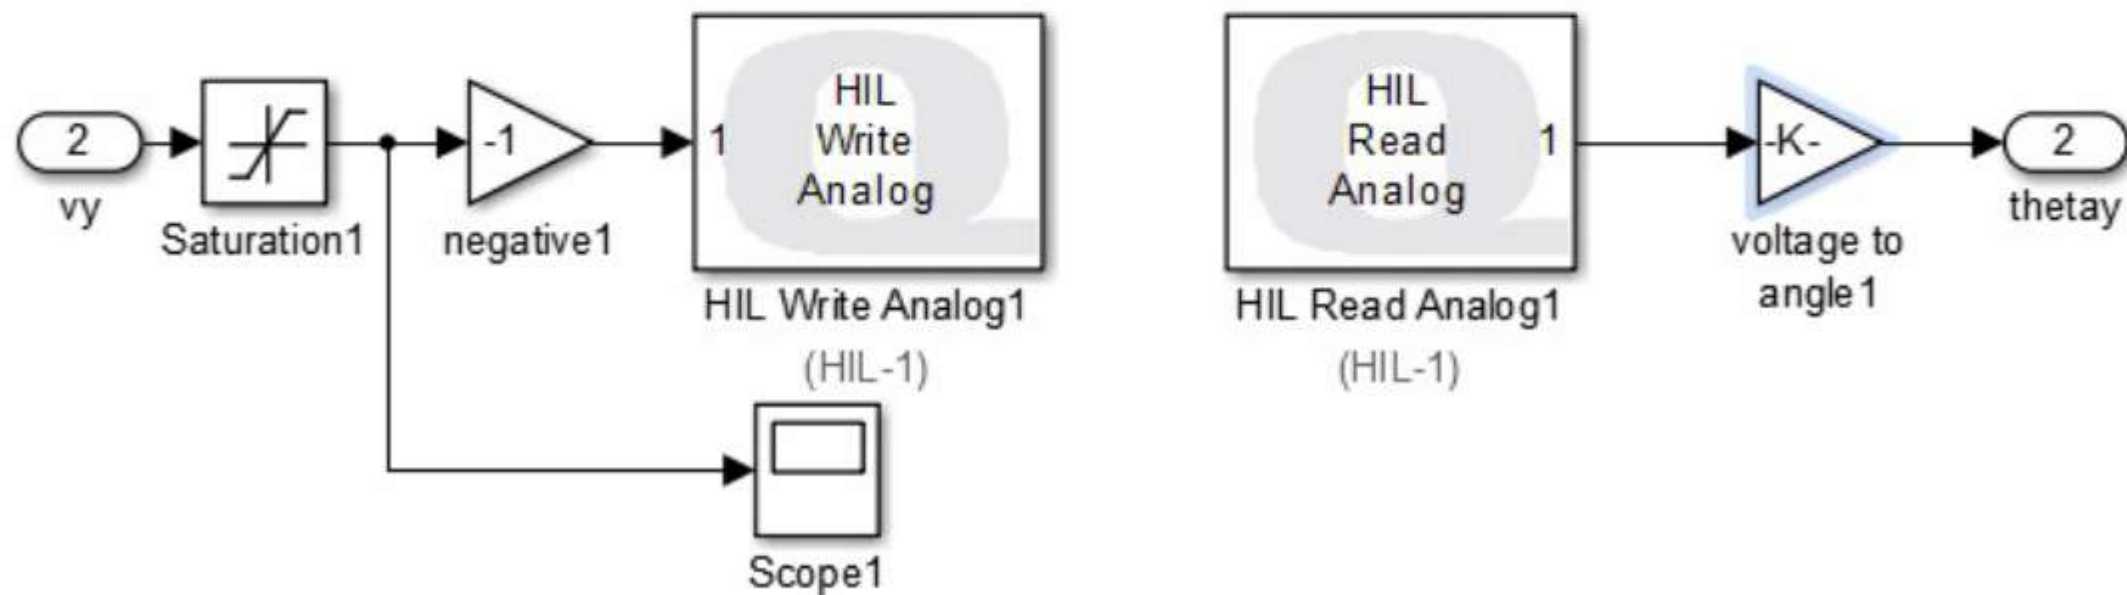 2
vy
Saturation1
-1
negative1
1
HIL
Write
Analog
HIL Write Analog1
(HIL-1)
Scope1
HIL
Read
Analog
1
HIL Read Analog1
(HIL-1)
-K-
voltage to
angle1
2
thetay